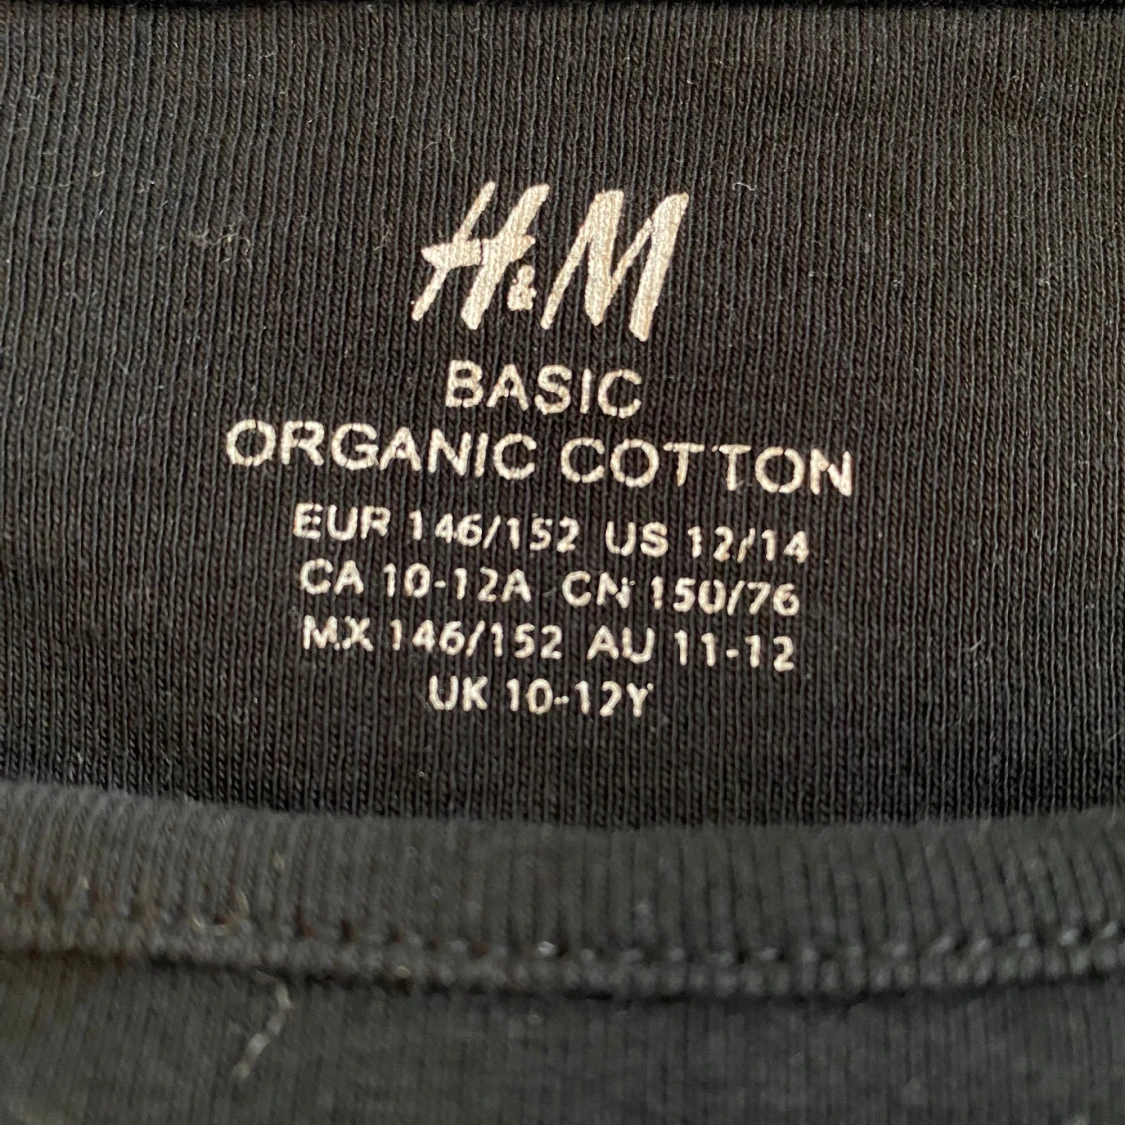 H&M
BASIC
ORGANIC COTTON
EUR 146/152 US 12/14
CA 10-12A CN 150/76
MX 146/152 AU 11-12
UK 10-12Y